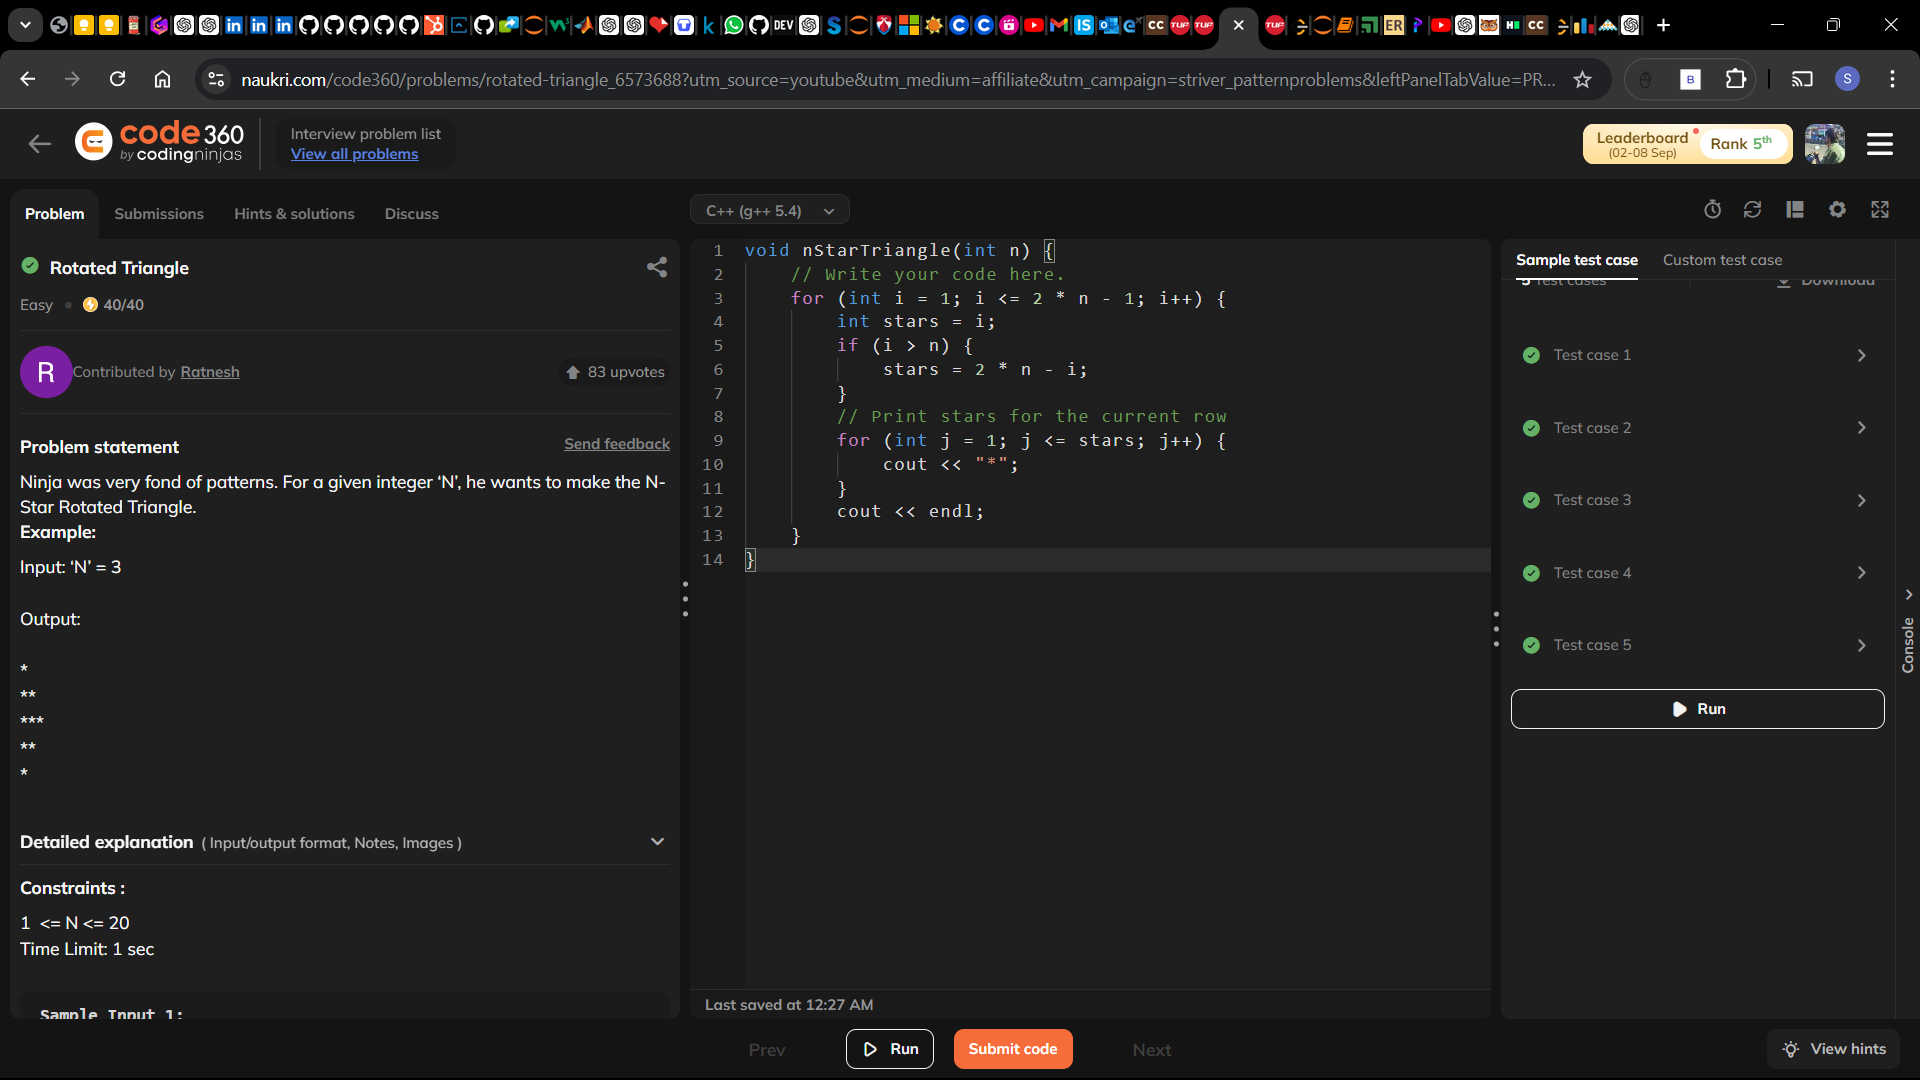 naukri.com/code360/problems/rotated-triangle_6573688?utm_source=youtube&utm_medium=affiliate&utm_campaign=striver_patternproblems&leftPanelTabValue=PR...
S
code 360
by codingninjas
Interview problem list
View all problems
Leaderboard
(02-08 Sep)
Rank 5th
Problem
Submissions
Hints & solutions
Discuss
Rotated Triangle
Easy
40/40
R
Contributed by Ratnesh
83 upvotes
Problem statement
Send feedback
Ninja was very fond of patterns. For a given integer ‘N’, he wants to make the N-
Star Rotated Triangle.
Example:
Input: ‘N’ = 3
Output:
*
**
***
**
*
Detailed explanation ( Input/output format, Notes, Images )
Constraints :
1 <= N <= 20
Time Limit: 1 sec
Sample Input 1:
C++ (g++ 5.4)
1 void nStarTriangle(int n) {
2 // Write your code here.
3 for (int i = 1; i <= 2 * n - 1; i++) {
4 int stars = i;
5 if (i > n) {
6 stars = 2 * n - i;
7 }
8 // Print stars for the current row
9 for (int j = 1; j <= stars; j++) {
10 cout << "*";
11 }
12 cout << endl;
13 }
14 }
Last saved at 12:27 AM
Sample test case
Custom test case
5 Test cases
Download
Test case 1
Test case 2
Test case 3
Test case 4
Test case 5
Run
Console
Prev
Run
Submit code
Next
View hints